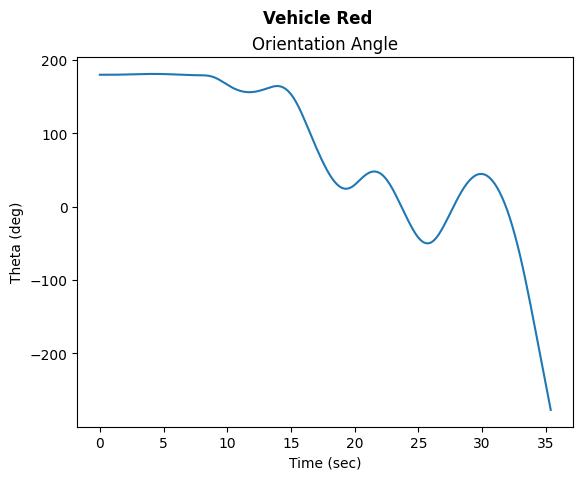 Vehicle Red
Orientation Angle
200
100
0
−100
−200
Theta (deg)
0 5 10 15 20 25 30 35
Time (sec)